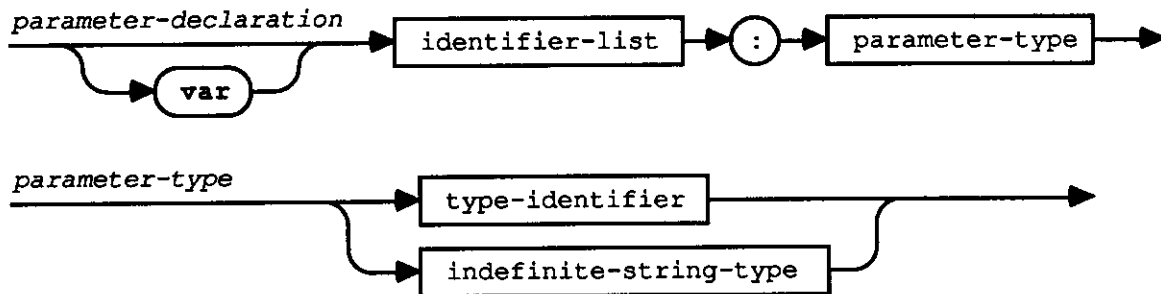 parameter-declaration
identifier-list : parameter-type
var
parameter-type
type-identifier
indefinite-string-type